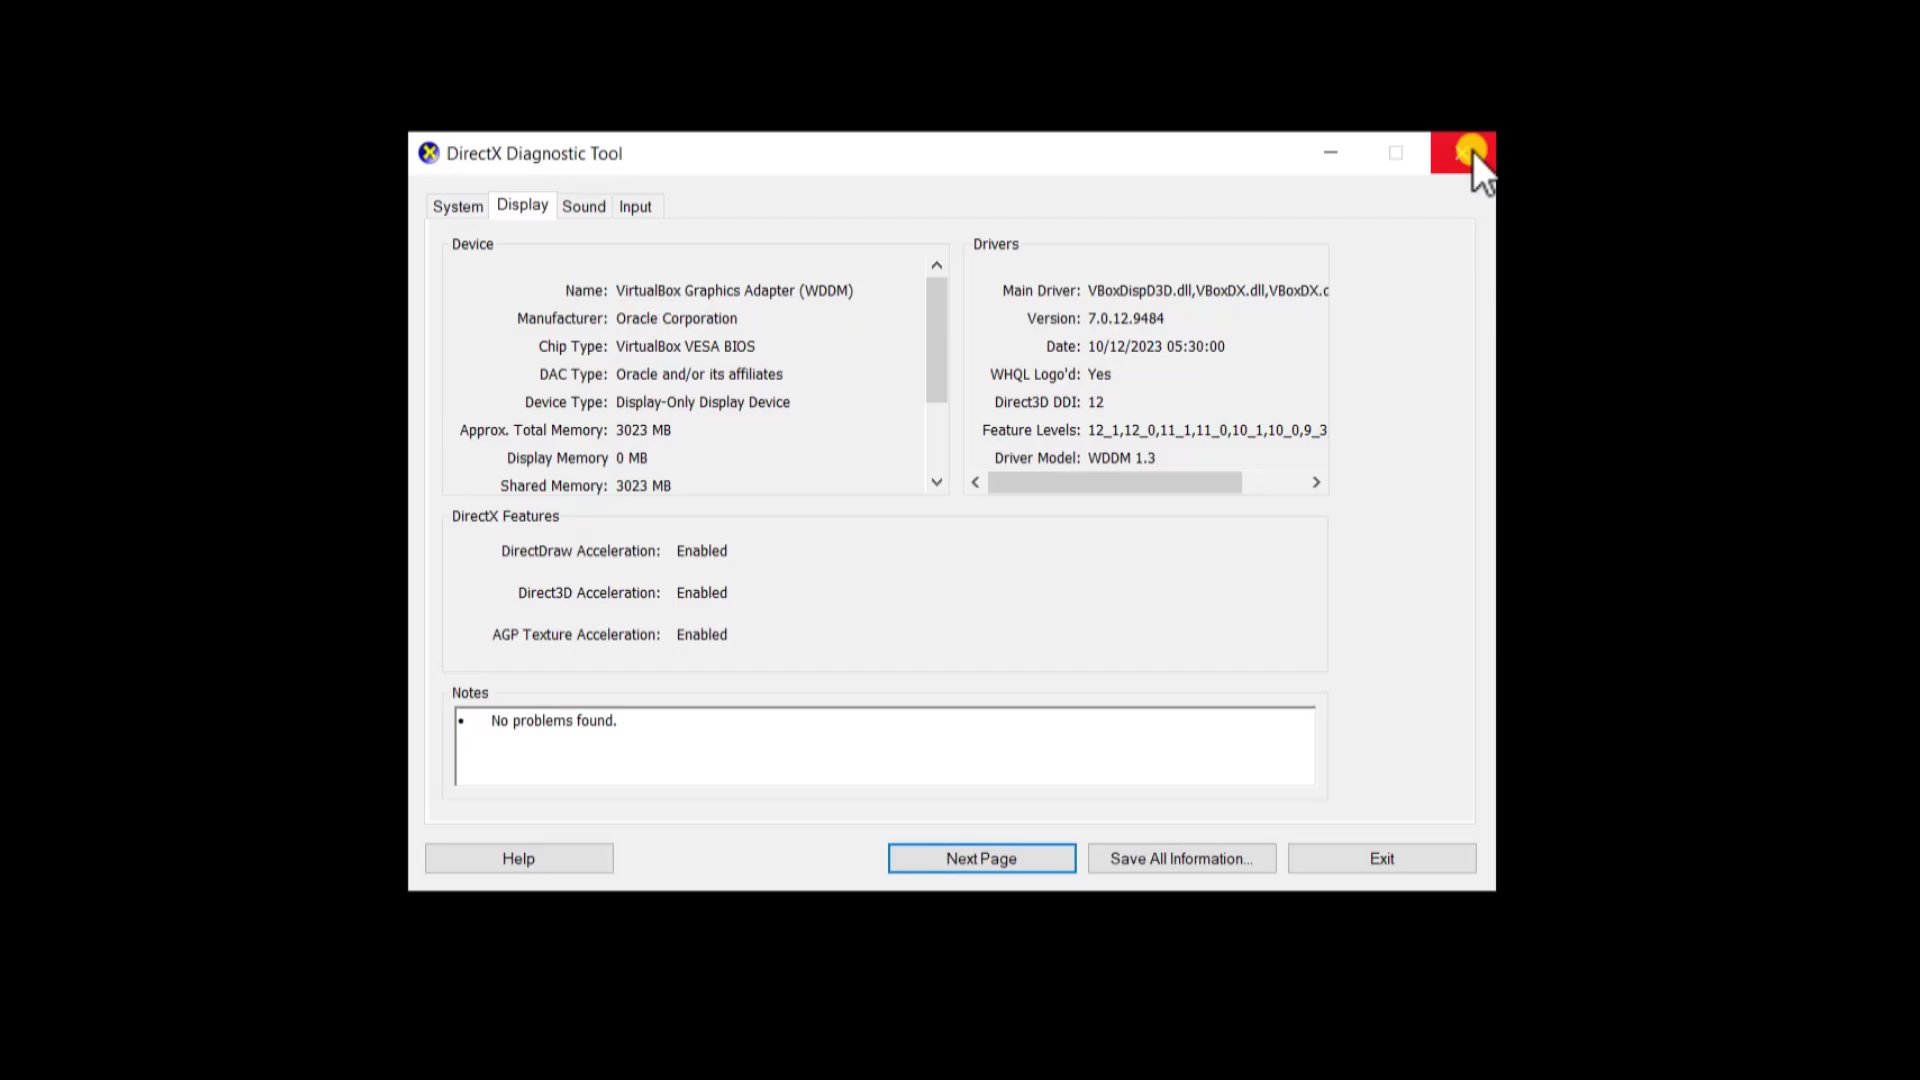 DirectX Diagnostic Tool
System Display Sound Input
Device
Name: VirtualBox Graphics Adapter (WDDM)
Manufacturer: Oracle Corporation
Chip Type: VirtualBox VESA BIOS
DAC Type: Oracle and/or its affiliates
Device Type: Display-Only Display Device
Approx. Total Memory: 3023 MB
Display Memory 0 MB
Shared Memory: 3023 MB
Drivers
Main Driver: VBoxDispD3D.dll,VBoxDX.dll,VBoxDX.c
Version: 7.0.12.9484
Date: 10/12/2023 05:30:00
WHQL Logo'd: Yes
Direct3D DDI: 12
Feature Levels: 12_1,12_0,11_1,11_0,10_1,10_0,9_3
Driver Model: WDDM 1.3
DirectX Features
DirectDraw Acceleration: Enabled
Direct3D Acceleration: Enabled
AGP Texture Acceleration: Enabled
Notes
• No problems found.
Help Next Page Save All Information... Exit